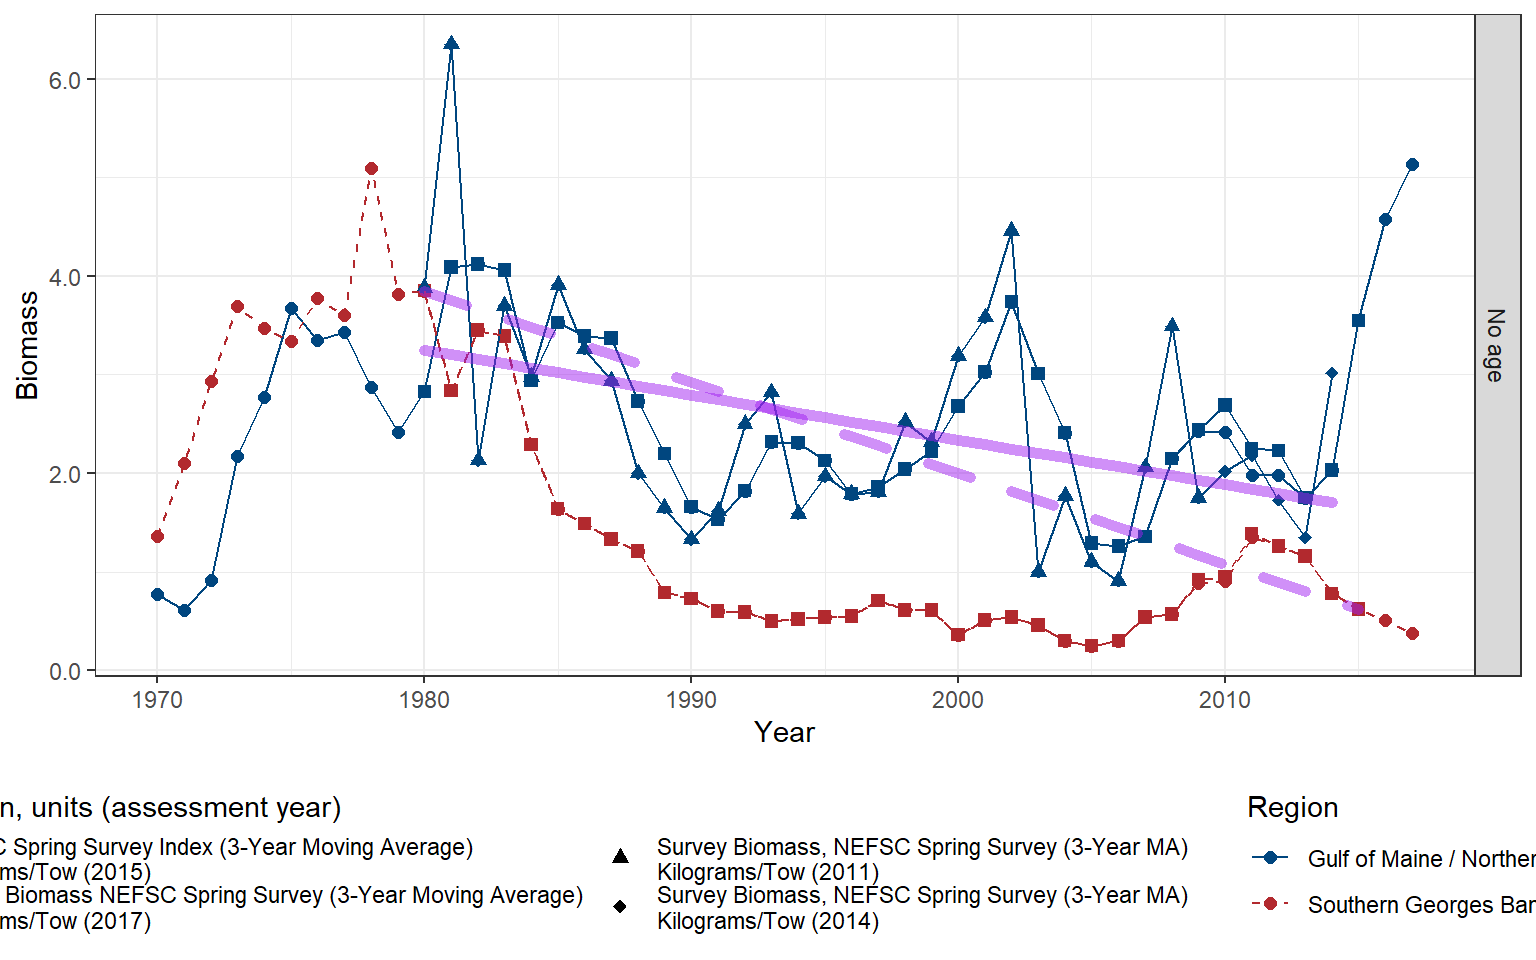 6.0
4.0
2.0
0.0
Biomass
No age
1970 1980 1990 2000 2010
Year
n, units (assessment year)
Spring Survey Index (3-Year Moving Average)
ms/Tow (2015)
Biomass NEFSC Spring Survey (3-Year Moving Average)
ms/Tow (2017)
Survey Biomass, NEFSC Spring Survey (3-Year MA)
Kilograms/Tow (2011)
Survey Biomass, NEFSC Spring Survey (3-Year MA)
Kilograms/Tow (2014)
Region
Gulf of Maine / Norther
Southern Georges Ban